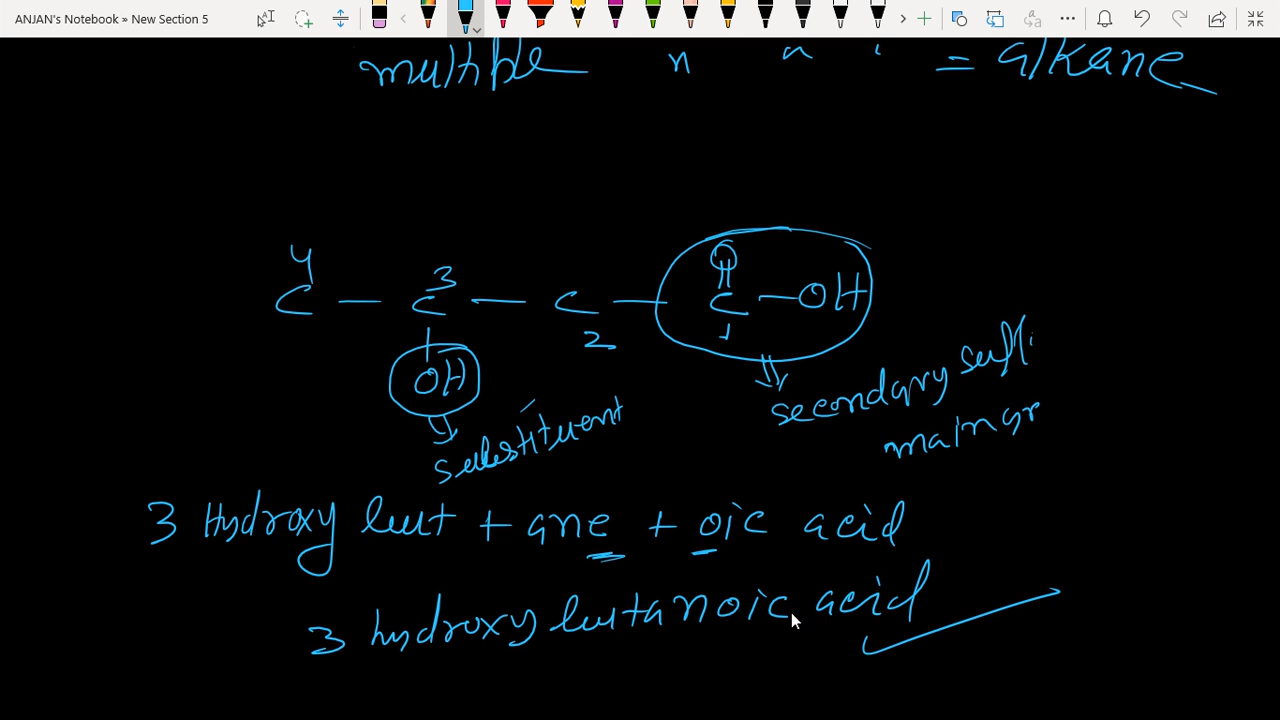 ANJAN's Notebook » New Section 5
multiple = alkane
4
3
C — C — C — C — OH
O
2
1
OH
substituent
secondary suffi
main gr
3 Hydroxy but + ane + oic acid
3 hydroxy butanoic acid